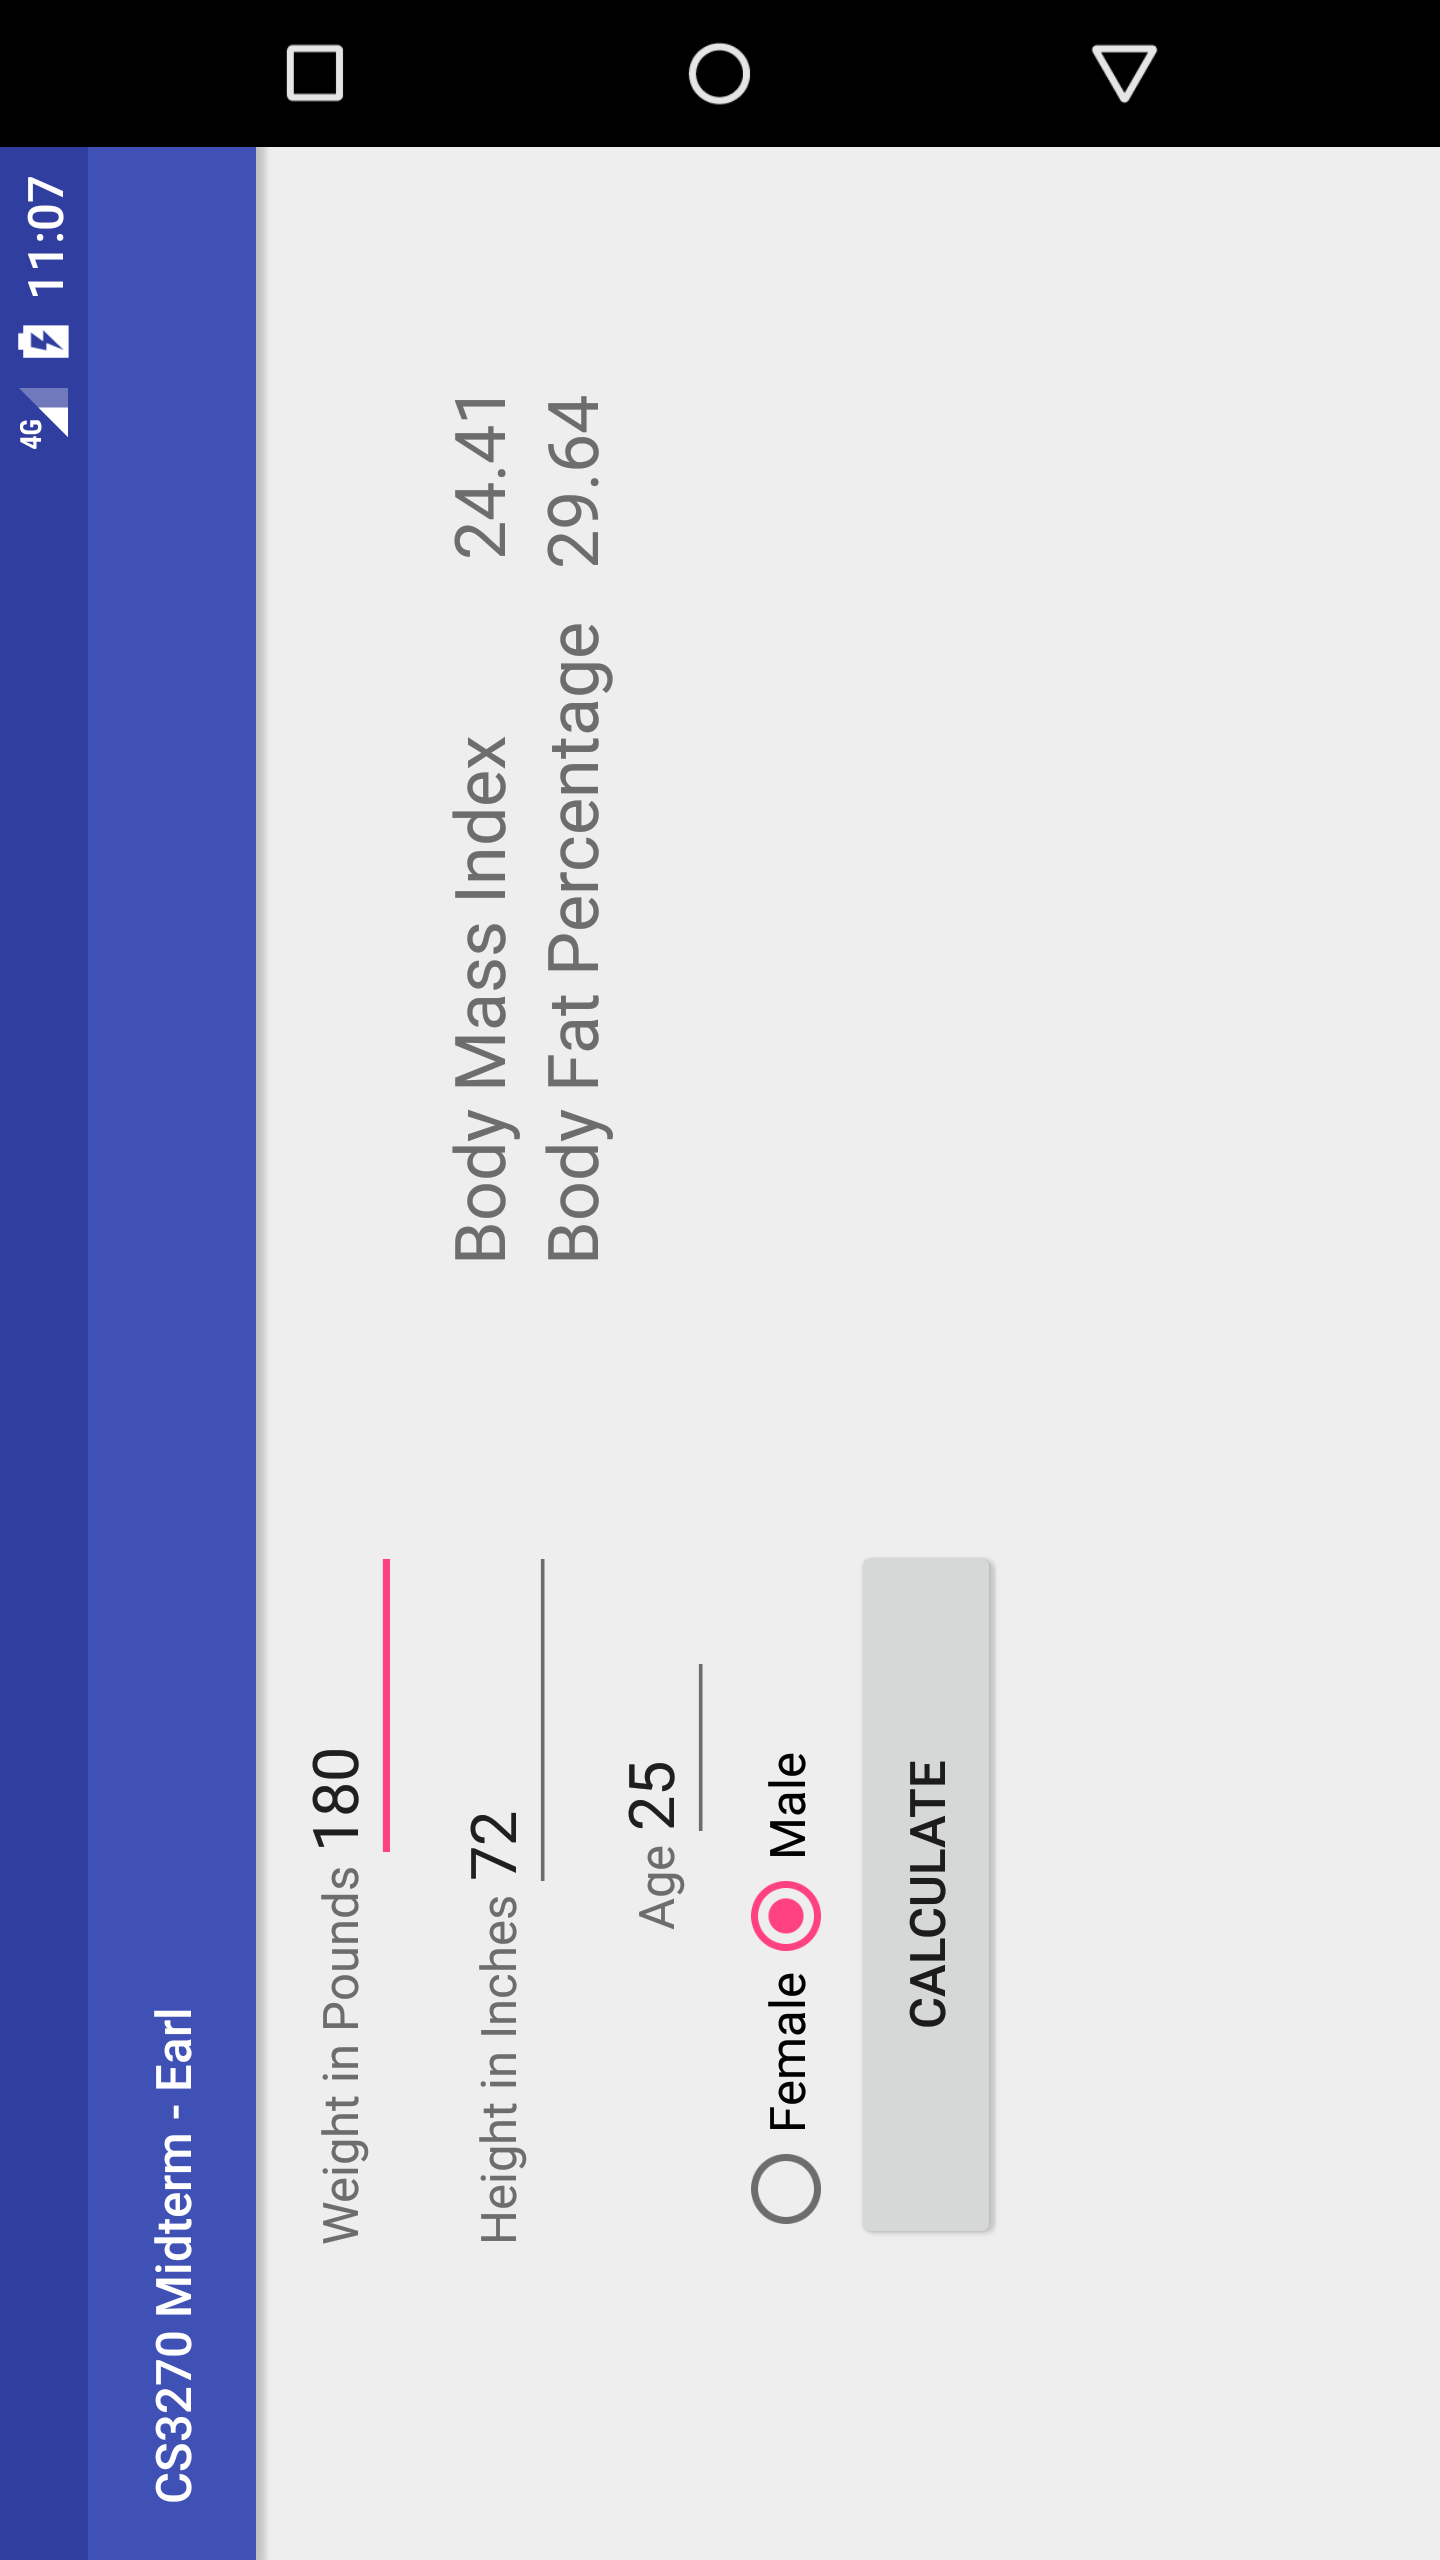 4G 11:07
CS3270 Midterm - Earl
Weight in Pounds 180
Height in Inches 72
Age 25
Female Male
CALCULATE
Body Mass Index 24.41
Body Fat Percentage 29.64